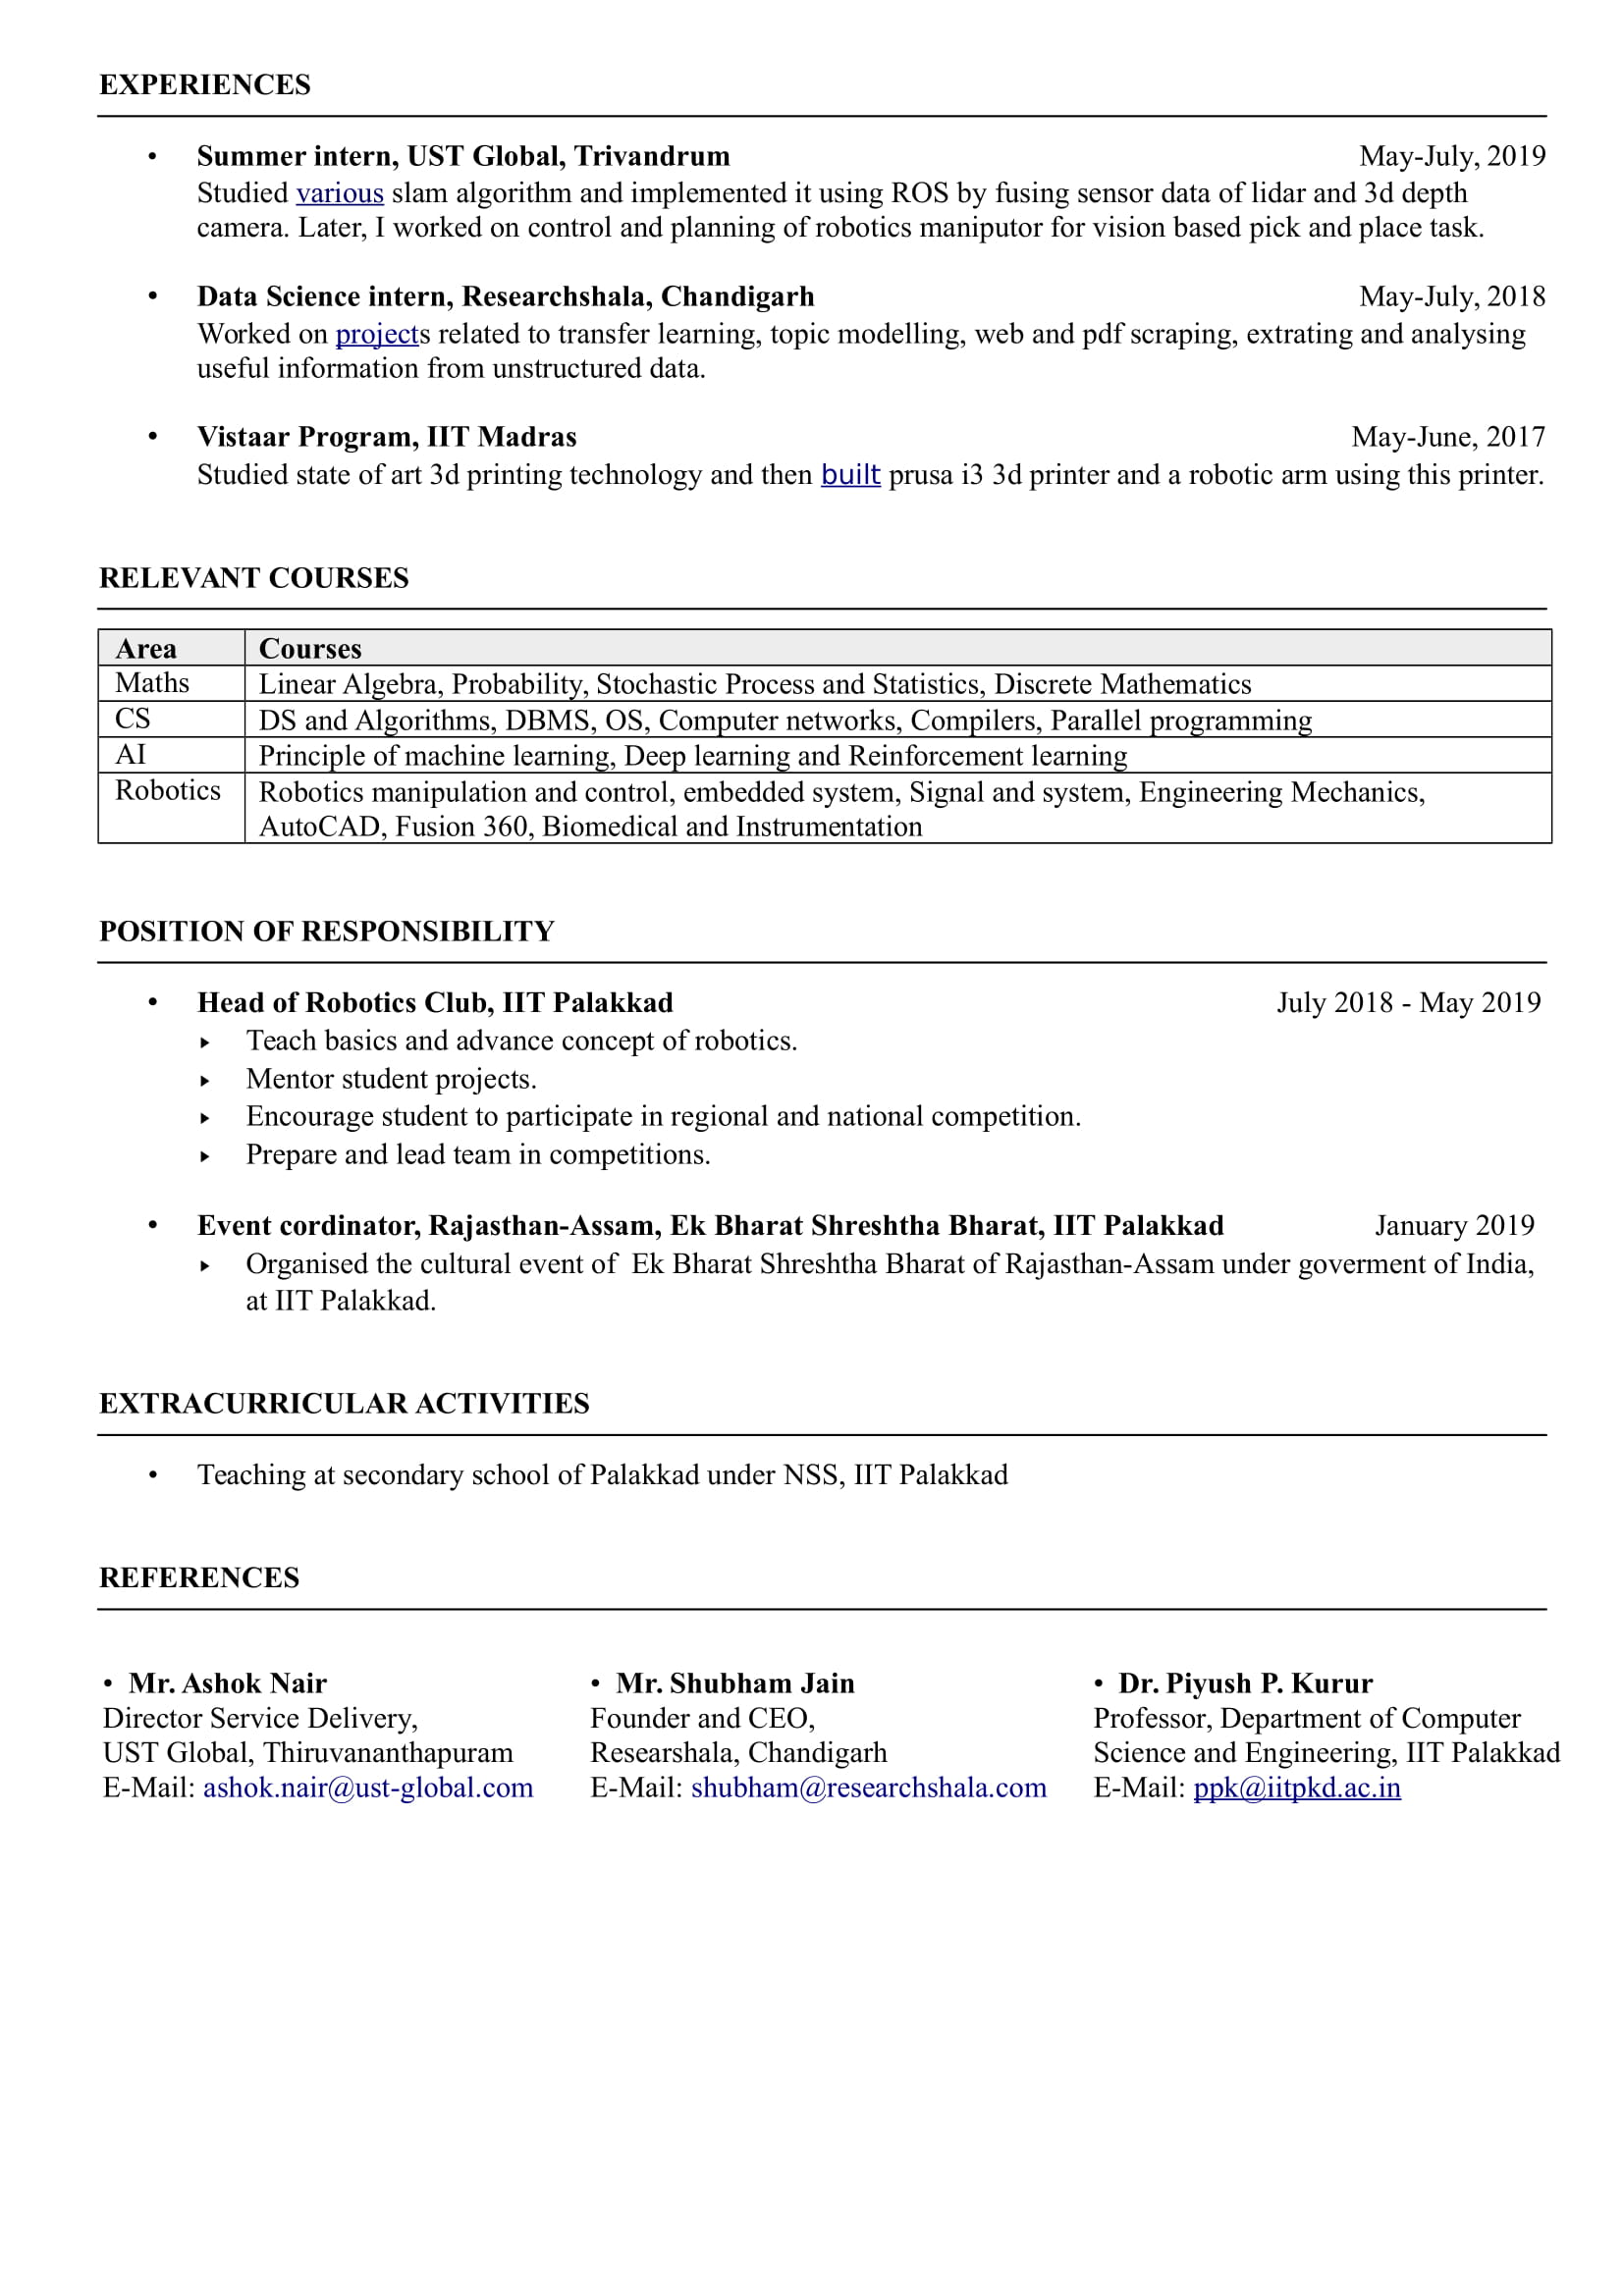 EXPERIENCES
• Summer intern, UST Global, Trivandrum May-July, 2019
Studied various slam algorithm and implemented it using ROS by fusing sensor data of lidar and 3d depth
camera. Later, I worked on control and planning of robotics maniputor for vision based pick and place task.
• Data Science intern, Researchshala, Chandigarh May-July, 2018
Worked on projects related to transfer learning, topic modelling, web and pdf scraping, extrating and analysing
useful information from unstructured data.
• Vistaar Program, IIT Madras May-June, 2017
Studied state of art 3d printing technology and then built prusa i3 3d printer and a robotic arm using this printer.
RELEVANT COURSES
Area Courses
Maths Linear Algebra, Probability, Stochastic Process and Statistics, Discrete Mathematics
CS DS and Algorithms, DBMS, OS, Computer networks, Compilers, Parallel programming
AI Principle of machine learning, Deep learning and Reinforcement learning
Robotics Robotics manipulation and control, embedded system, Signal and system, Engineering Mechanics,
AutoCAD, Fusion 360, Biomedical and Instrumentation
POSITION OF RESPONSIBILITY
• Head of Robotics Club, IIT Palakkad July 2018 - May 2019
‣ Teach basics and advance concept of robotics.
‣ Mentor student projects.
‣ Encourage student to participate in regional and national competition.
‣ Prepare and lead team in competitions.
• Event cordinator, Rajasthan-Assam, Ek Bharat Shreshtha Bharat, IIT Palakkad January 2019
‣ Organised the cultural event of Ek Bharat Shreshtha Bharat of Rajasthan-Assam under goverment of India,
at IIT Palakkad.
EXTRACURRICULAR ACTIVITIES
• Teaching at secondary school of Palakkad under NSS, IIT Palakkad
REFERENCES
• Mr. Ashok Nair
Director Service Delivery,
UST Global, Thiruvananthapuram
E-Mail: ashok.nair@ust-global.com
• Mr. Shubham Jain
Founder and CEO,
Researshala, Chandigarh
E-Mail: shubham@researchshala.com
• Dr. Piyush P. Kurur
Professor, Department of Computer
Science and Engineering, IIT Palakkad
E-Mail: ppk@iitpkd.ac.in